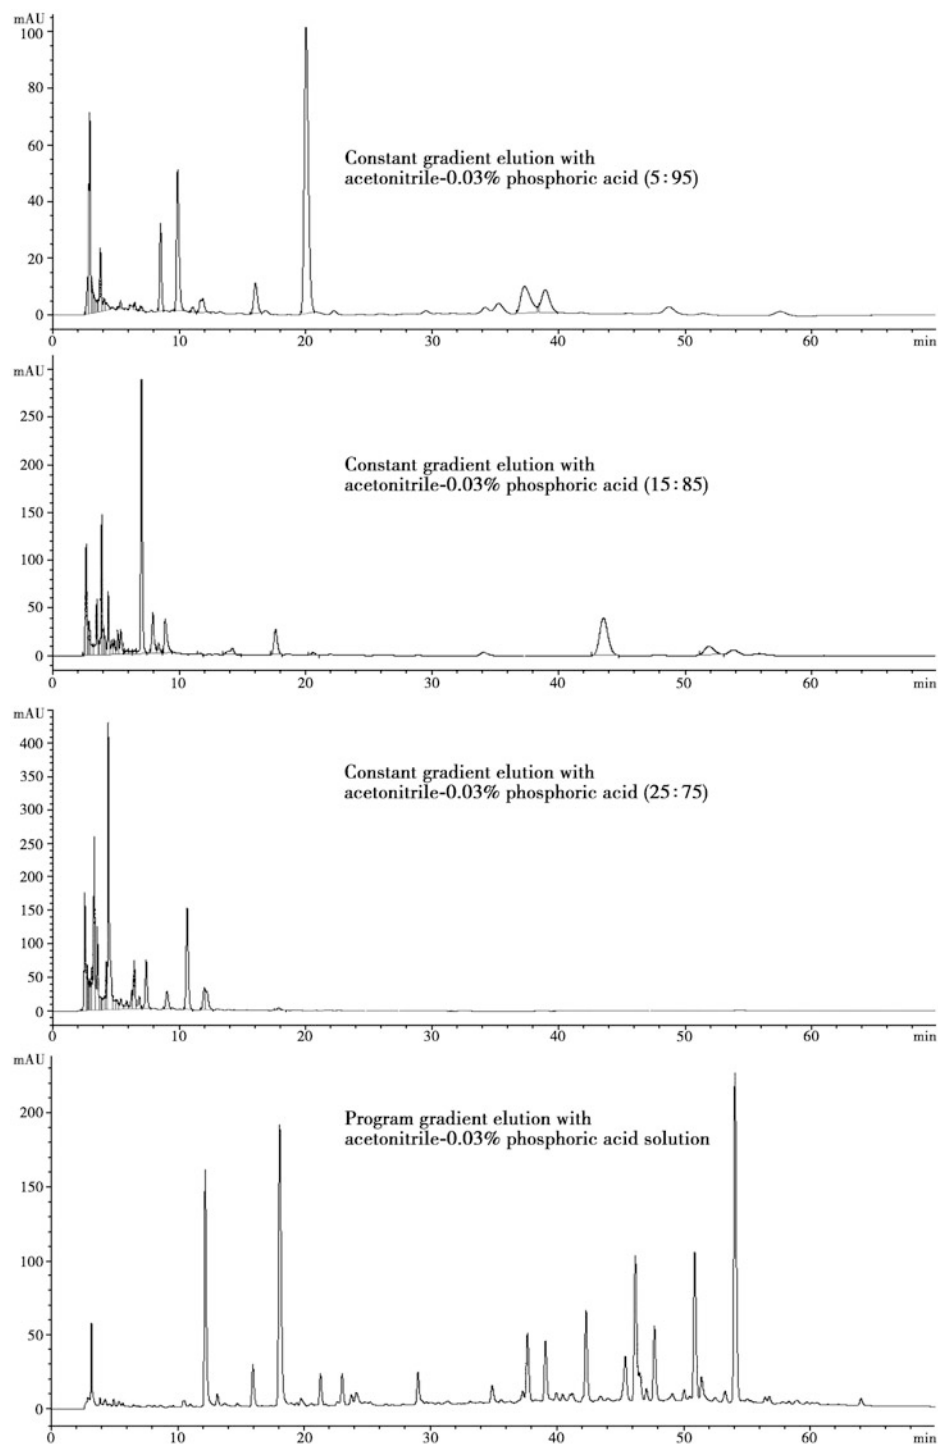 mAU
100
80
60
40
20
0
Constant gradient elution with
acetonitrile-0.03% phosphoric acid (5:95)
0 10 20 30 40 50 60 min
mAU
250
200
150
100
50
0
Constant gradient elution with
acetonitrile-0.03% phosphoric acid (15:85)
0 10 20 30 40 50 60 min
mAU
400
350
300
250
200
150
100
50
0
Constant gradient elution with
acetonitrile-0.03% phosphoric acid (25:75)
0 10 20 30 40 50 60 min
mAU
200
150
100
50
0
Program gradient elution with
acetonitrile-0.03% phosphoric acid solution
0 10 20 30 40 50 60 min